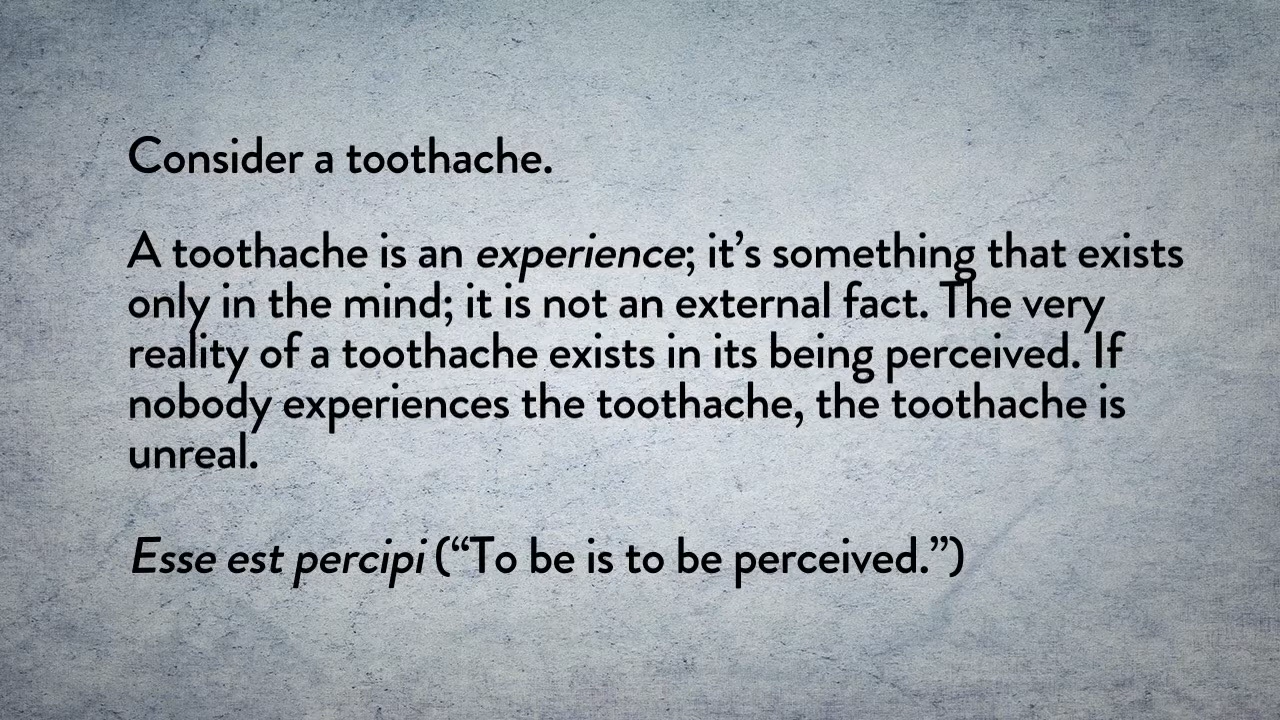 Consider a toothache.
A toothache is an experience; it’s something that exists
only in the mind; it is not an external fact. The very
reality of a toothache exists in its being perceived. If
nobody experiences the toothache, the toothache is
unreal.
Esse est percipi (“To be is to be perceived.”)